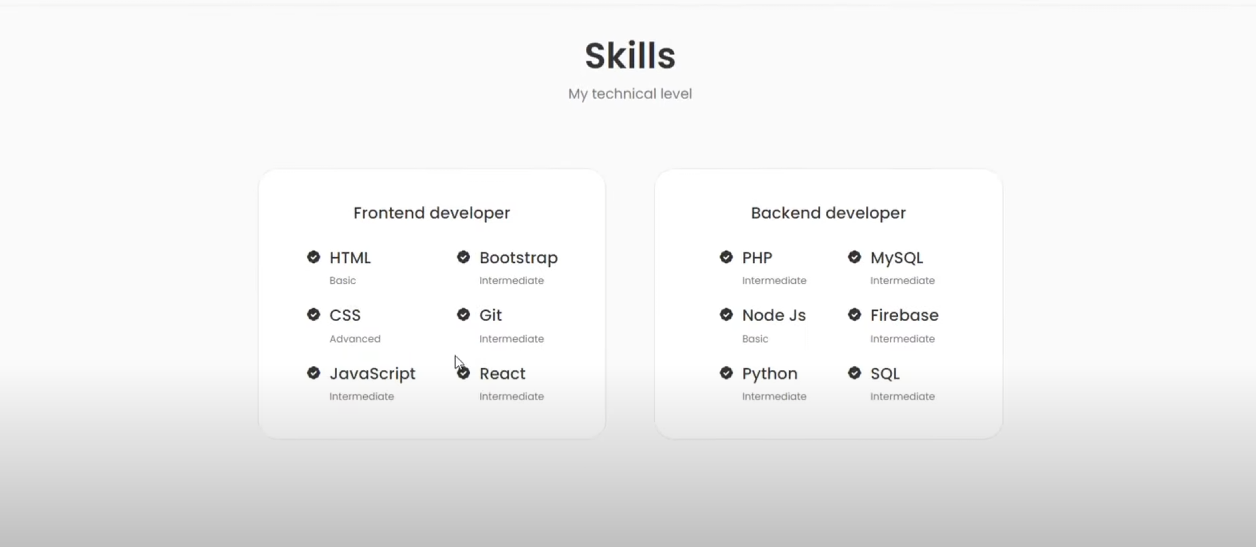 Skills
My technical level
Frontend developer
HTML
Basic
CSS
Advanced
JavaScript
Intermediate
Bootstrap
Intermediate
Git
Intermediate
React
Intermediate
Backend developer
PHP
Intermediate
Node Js
Basic
Python
Intermediate
MySQL
Intermediate
Firebase
Intermediate
SQL
Intermediate